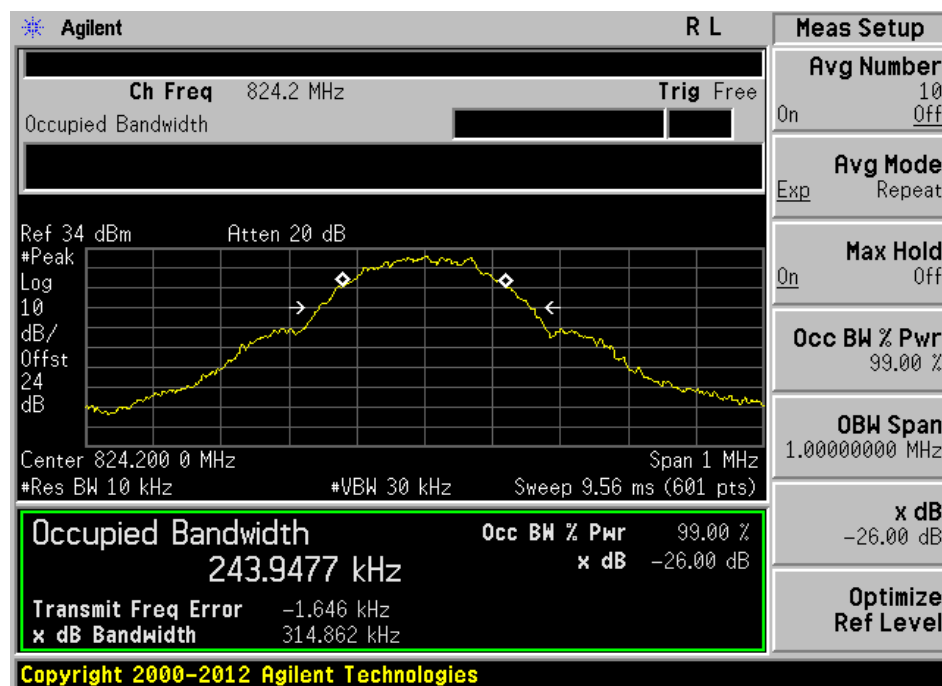 Agilent R L
Ch Freq 824.2 MHz Trig Free
Occupied Bandwidth
Ref 34 dBm Atten 20 dB
#Peak
Log
10
dB/
Offst
24
dB
Center 824.200 0 MHz Span 1 MHz
#Res BW 10 kHz #VBW 30 kHz Sweep 9.56 ms (601 pts)
Occupied Bandwidth Occ BW % Pwr 99.00 %
243.9477 kHz x dB -26.00 dB
Transmit Freq Error -1.646 kHz
x dB Bandwidth 314.862 kHz
Copyright 2000-2012 Agilent Technologies
Meas Setup
Avg Number
10
On Off
Avg Mode
Exp Repeat
Max Hold
On Off
Occ BW % Pwr
99.00 %
OBW Span
1.00000000 MHz
x dB
-26.00 dB
Optimize
Ref Level